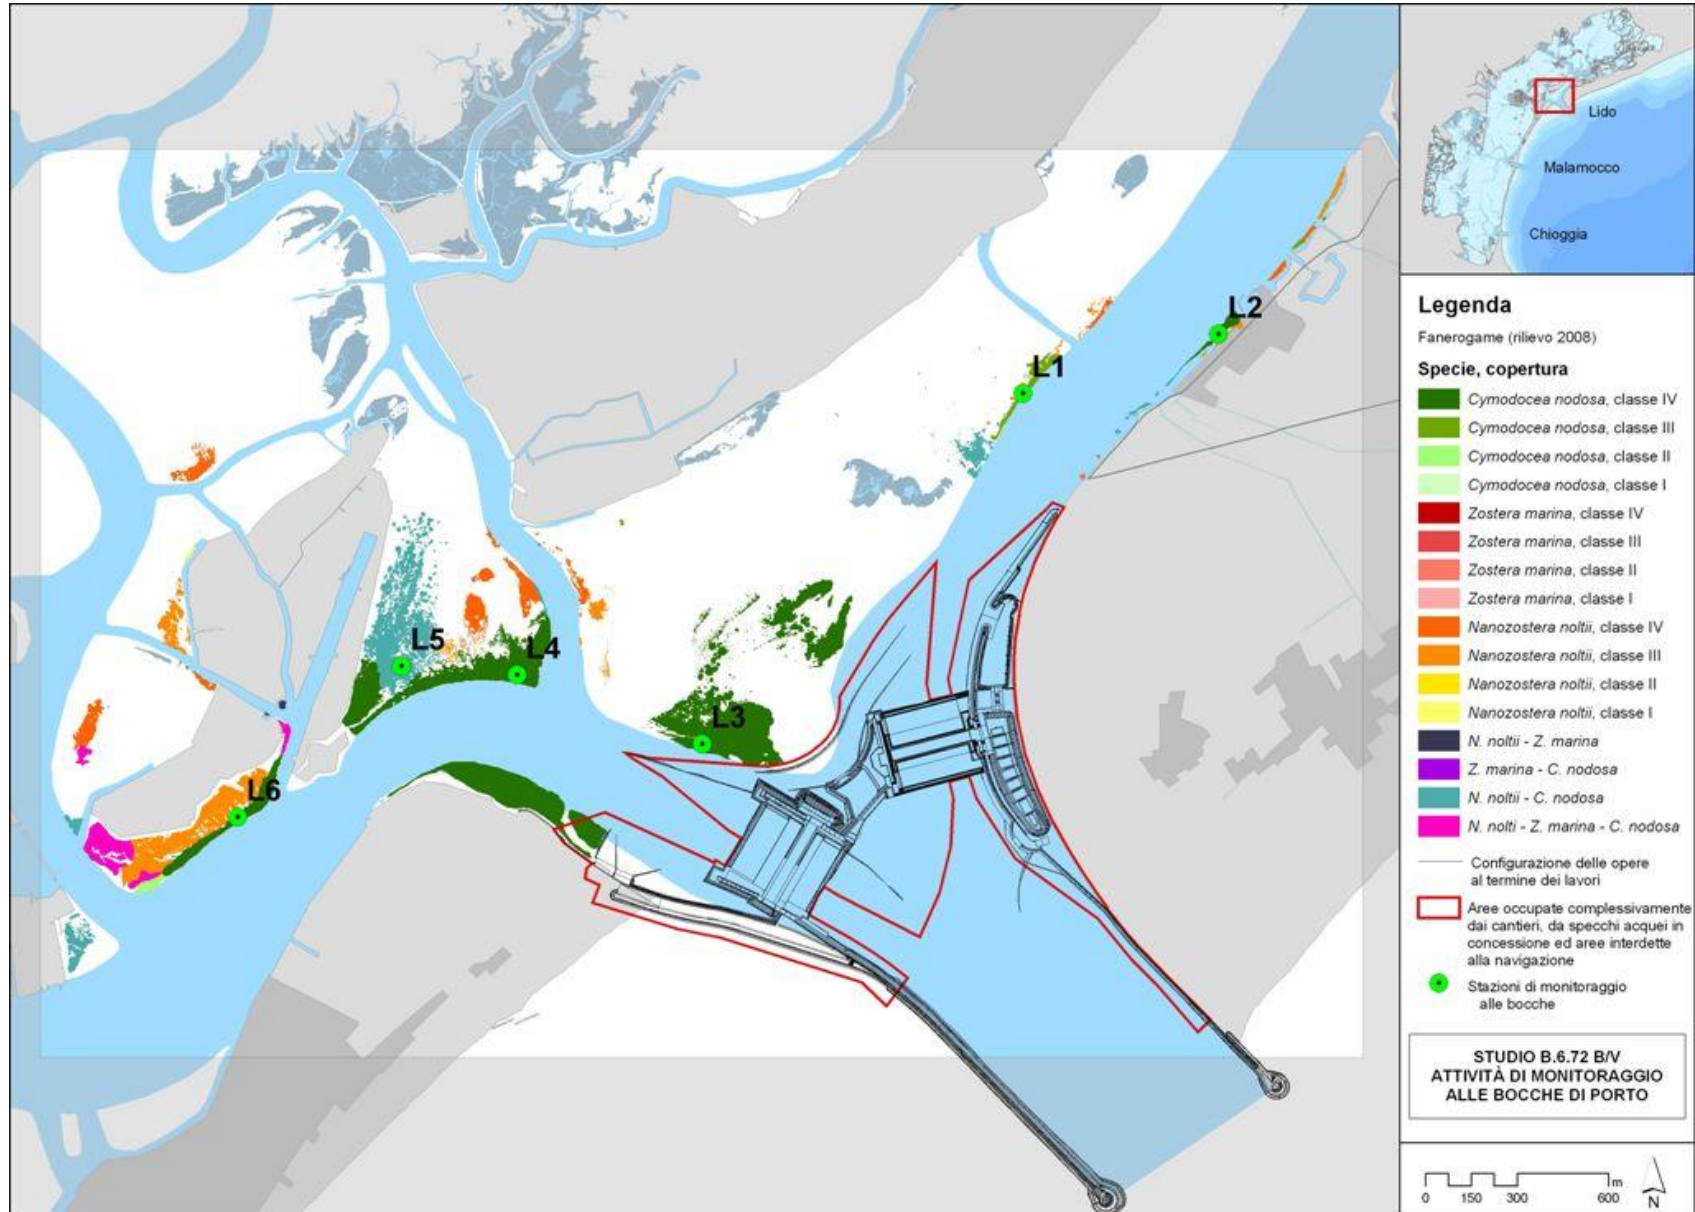 L1
L2
L3
L4
L5
L6
Lido
Malamocco
Chioggia
Legenda
Fanerogame (rilievo 2008)
Specie, copertura
Cymodocea nodosa, classe IV
Cymodocea nodosa, classe III
Cymodocea nodosa, classe II
Cymodocea nodosa, classe I
Zostera marina, classe IV
Zostera marina, classe III
Zostera marina, classe II
Zostera marina, classe I
Nanozostera noltii, classe IV
Nanozostera noltii, classe III
Nanozostera noltii, classe II
Nanozostera noltii, classe I
N. noltii - Z. marina
Z. marina - C. nodosa
N. noltii - C. nodosa
N. nolti - Z. marina - C. nodosa
Configurazione delle opere
al termine dei lavori
Aree occupate complessivamente
dai cantieri, da specchi acquei in
concessione ed aree interdette
alla navigazione
Stazioni di monitoraggio
alle bocche
STUDIO B.6.72 B/V
ATTIVITÀ DI MONITORAGGIO
ALLE BOCCHE DI PORTO
m
0 150 300 600
N